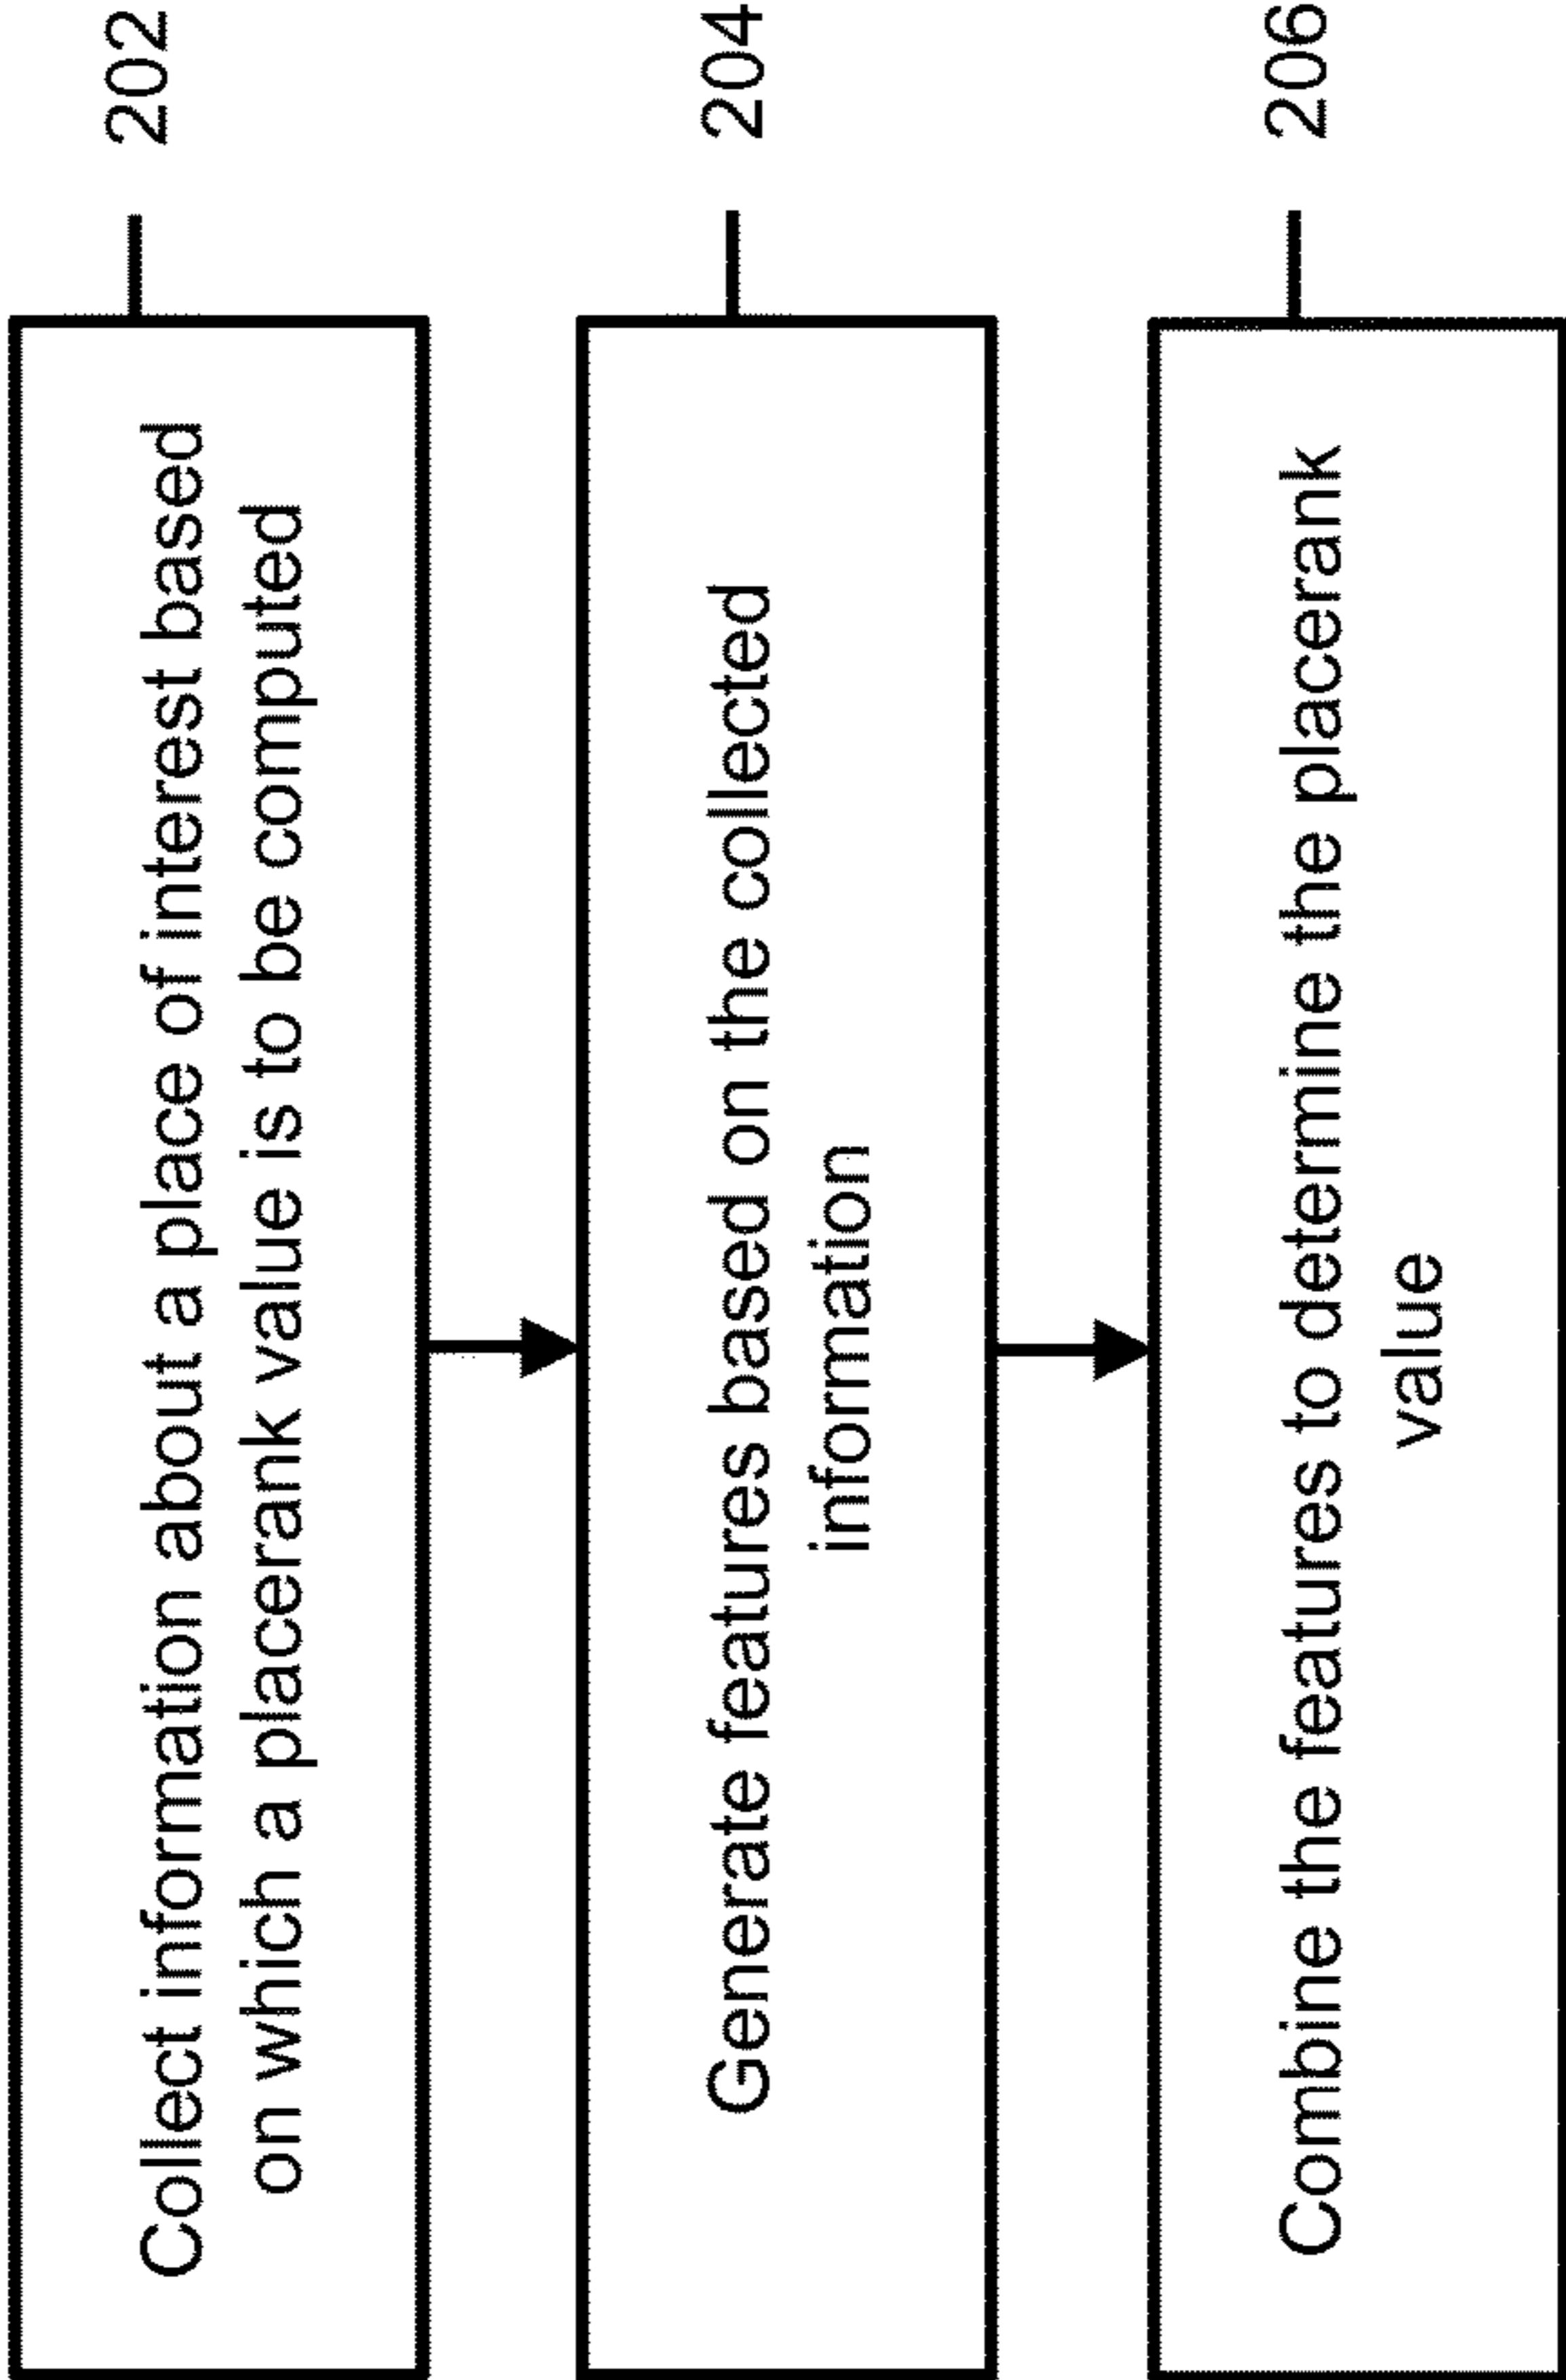 Collect information about a place of interest based
on which a placerank value is to be computed
202
Generate features based on the collected
information
204
Combine the features to determine the placerank
value
206